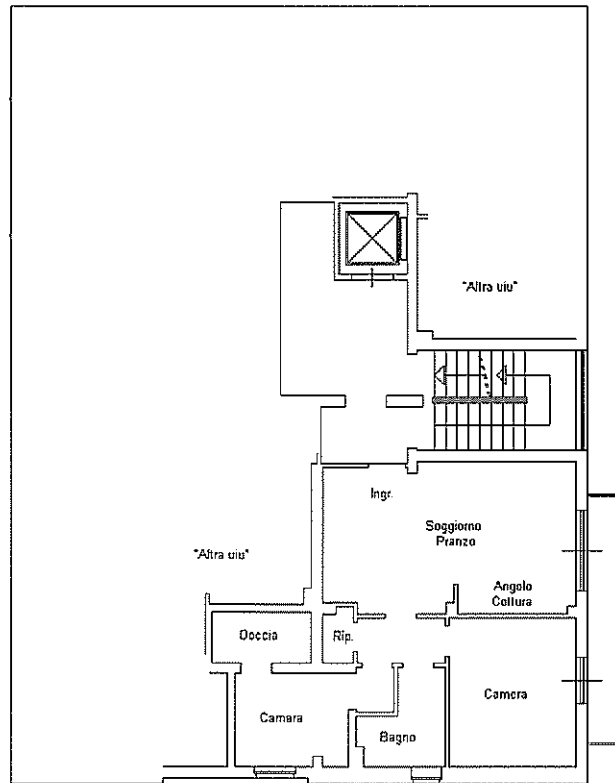 "Altra uiu"
Ingr.
Soggiorno
Pranzo
"Altra uiu"
Angolo
Cottura
Doccia
Rip.
Camera
Camera
Bagno